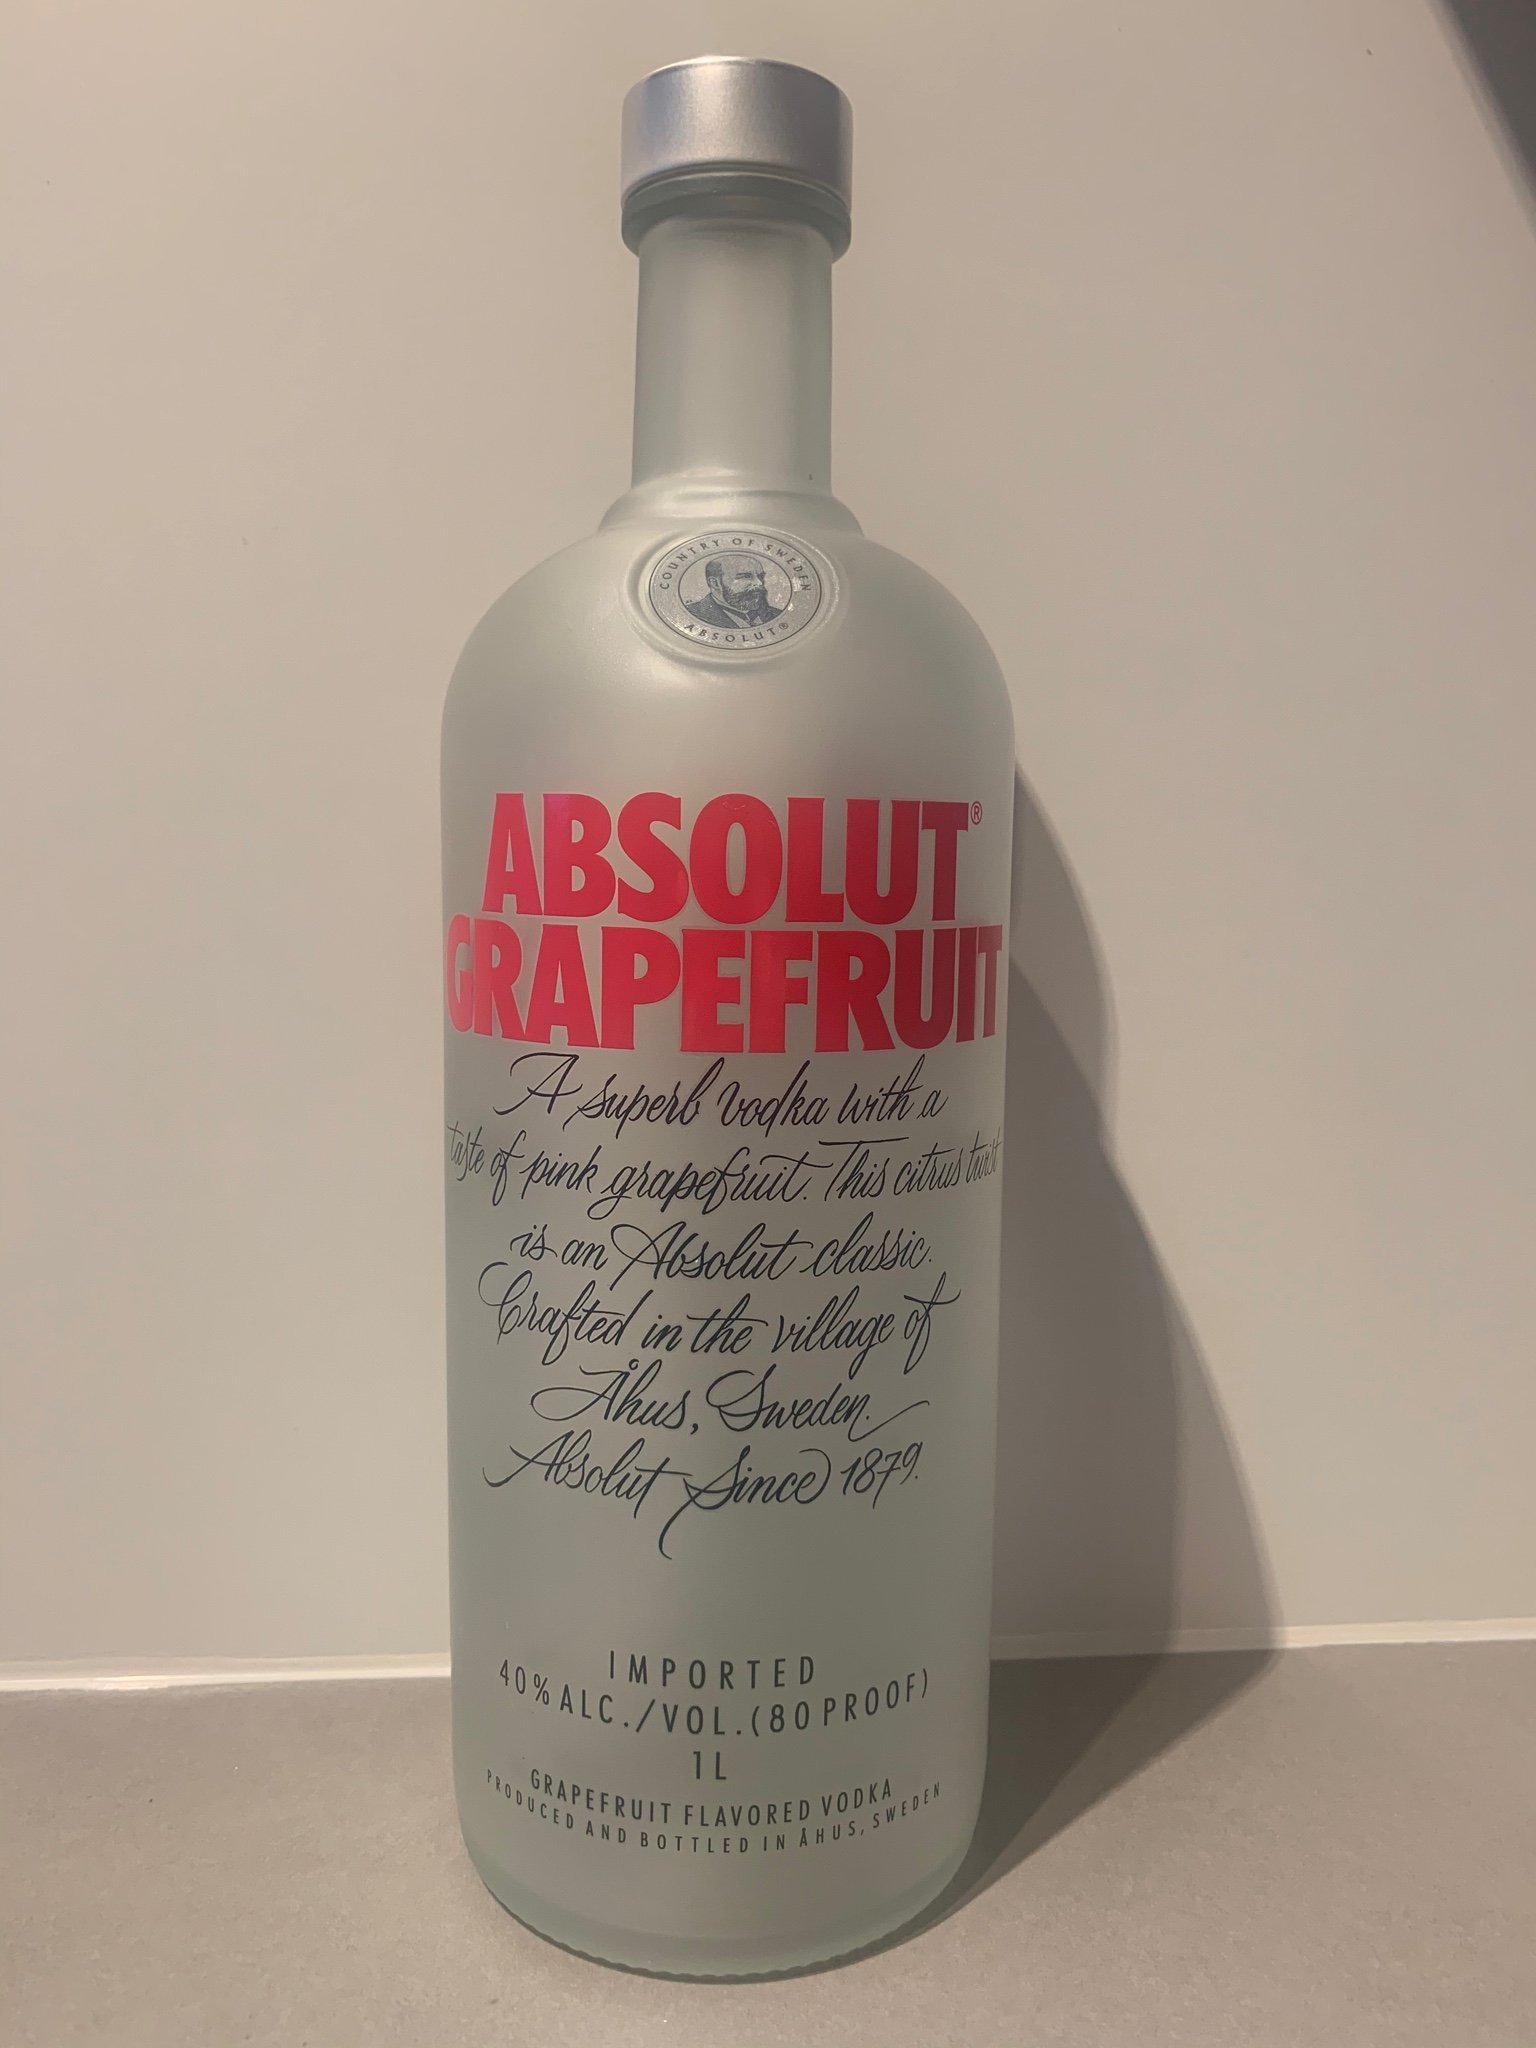 COUNTRY OF SWEDEN
ABSOLUT®
ABSOLUT®
GRAPEFRUIT
A superb vodka with a
taste of pink grapefruit. This citrus twist
is an Absolut classic.
Crafted in the village of
Åhus, Sweden.
Absolut Since 1879.
IMPORTED
40% ALC./VOL. (80 PROOF)
1L
GRAPEFRUIT FLAVORED VODKA
PRODUCED AND BOTTLED IN ÅHUS, SWEDEN